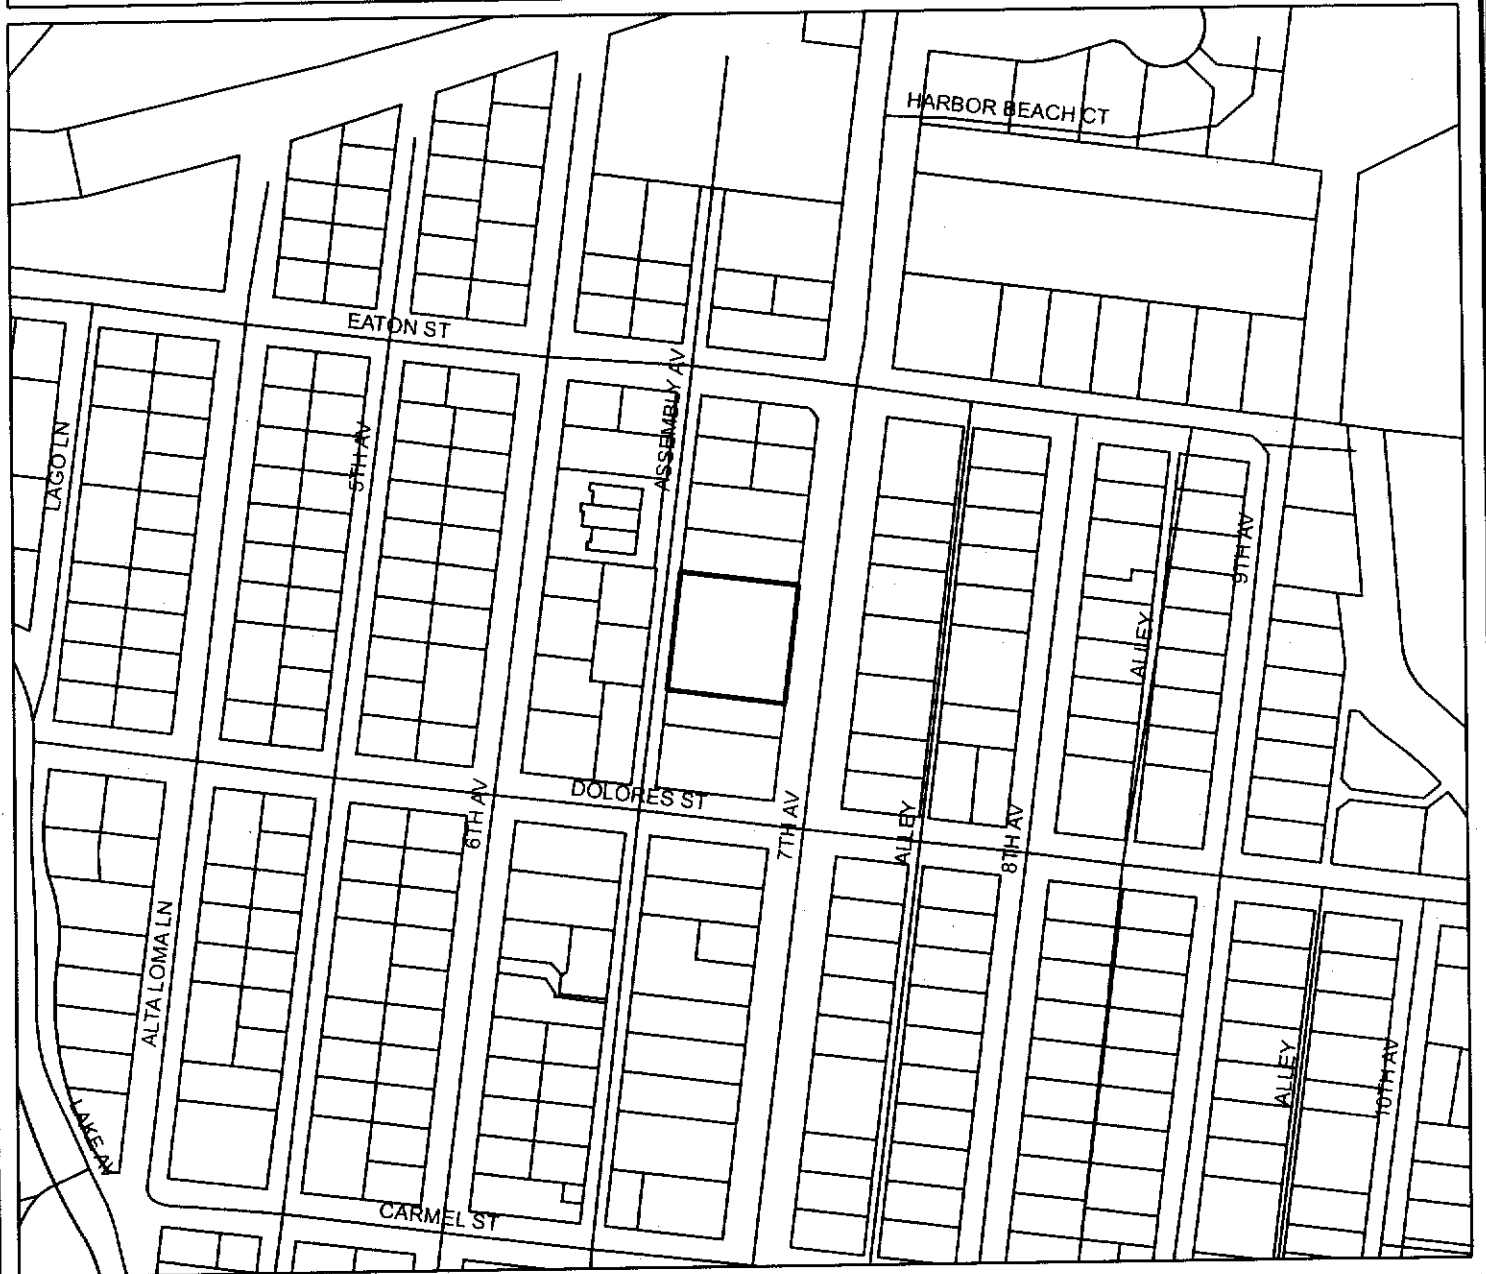 HARBOR BEACH CT
EATON ST
ASSEMBLY AV
LAGO LN
5TH AV
9TH AV
ALLEY
6TH AV
DOLORES ST
7TH AV
ALLEY
8TH AV
ALTA LOMA LN
ALLEY
10TH AV
LAKE AV
CARMEL ST